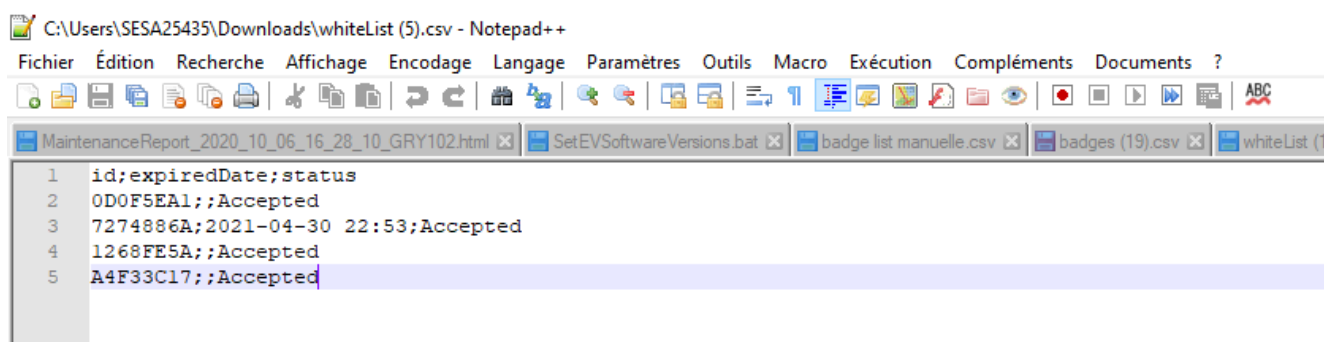 C:\Users\SESA25435\Downloads\whiteList (5).csv - Notepad++
Fichier Édition Recherche Affichage Encodage Langage Paramètres Outils Macro Exécution Compléments Documents ?
ABC
MaintenanceReport_2020_10_06_16_28_10_GRY102.html SetEVSoftwareVersions.bat badge list manuelle.csv badges (19).csv whiteList (1
1 id;expiredDate;status
2 0D0F5EA1;;Accepted
3 7274886A;2021-04-30 22:53;Accepted
4 1268FE5A;;Accepted
5 A4F33C17;;Accepted